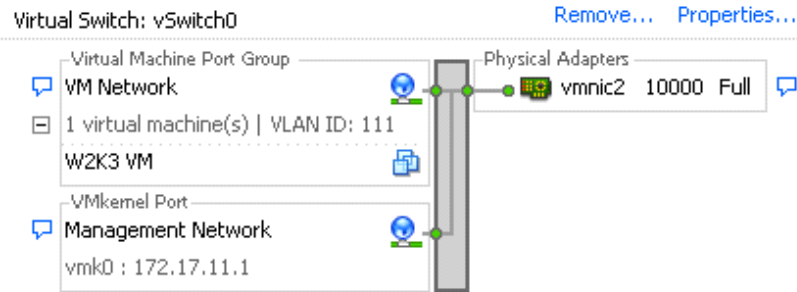 Virtual Switch: vSwitch0 Remove... Properties...
Virtual Machine Port Group Physical Adapters
VM Network vmnic2 10000 Full
1 virtual machine(s) | VLAN ID: 111
W2K3 VM
VMkernel Port
Management Network
vmk0 : 172.17.11.1